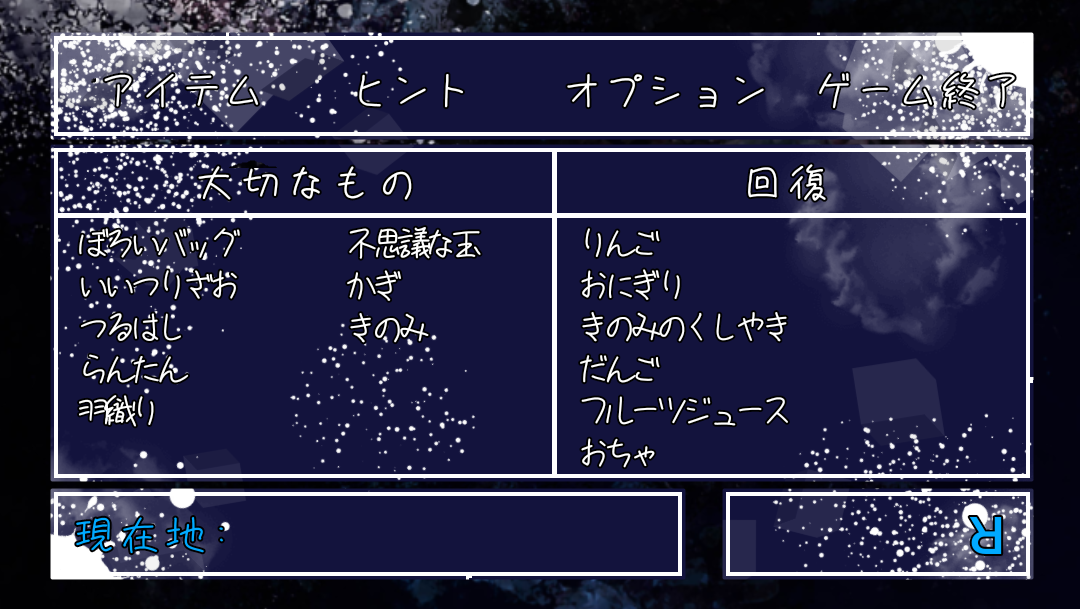 アイテム　ヒント　オプション　ゲーム終了
大切なもの　回復
ぼろいバッグ　不思議な玉　りんご
いいつりざお　かぎ　おにぎり
つるはし　きのみ　きのみのくしやき
らんたん　だんご
羽織り　フルーツジュース
おちゃ
現在地：　R